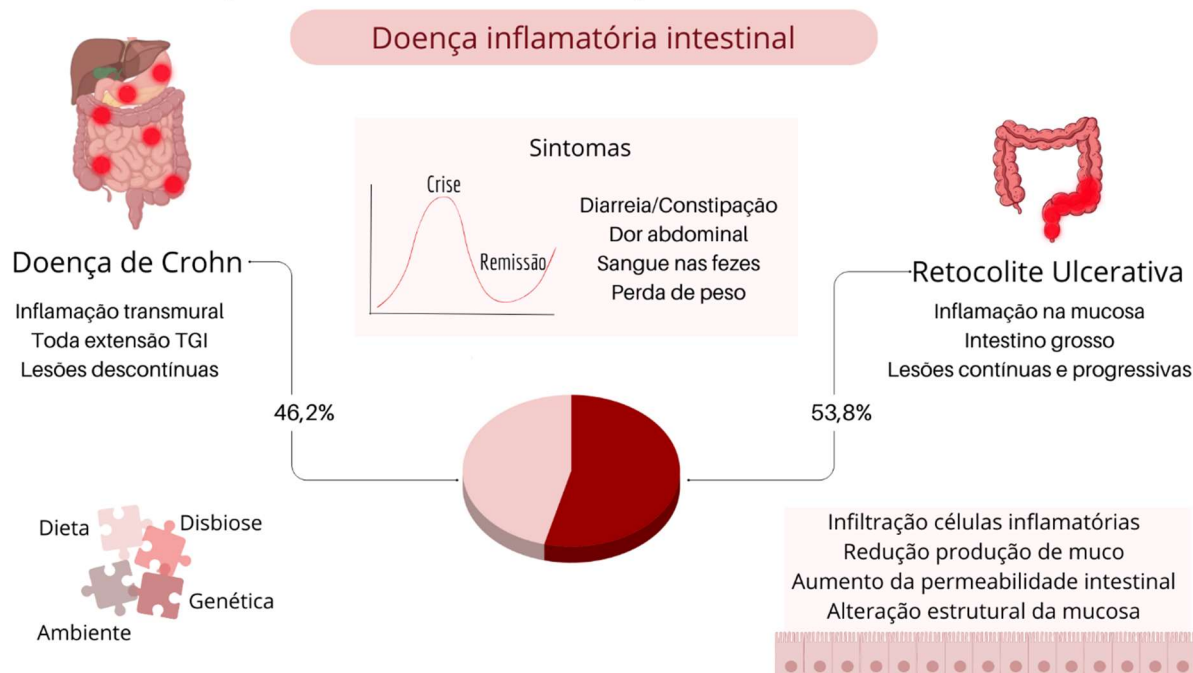 Doença inflamatória intestinal
Sintomas
Crise
Remissão
Diarreia/Constipação
Dor abdominal
Sangue nas fezes
Perda de peso
Doença de Crohn
Inflamação transmural
Toda extensão TGI
Lesões descontínuas
46,2%
Retocolite Ulcerativa
Inflamação na mucosa
Intestino grosso
Lesões contínuas e progressivas
53,8%
Dieta
Disbiose
Genética
Ambiente
Infiltração células inflamatórias
Redução produção de muco
Aumento da permeabilidade intestinal
Alteração estrutural da mucosa